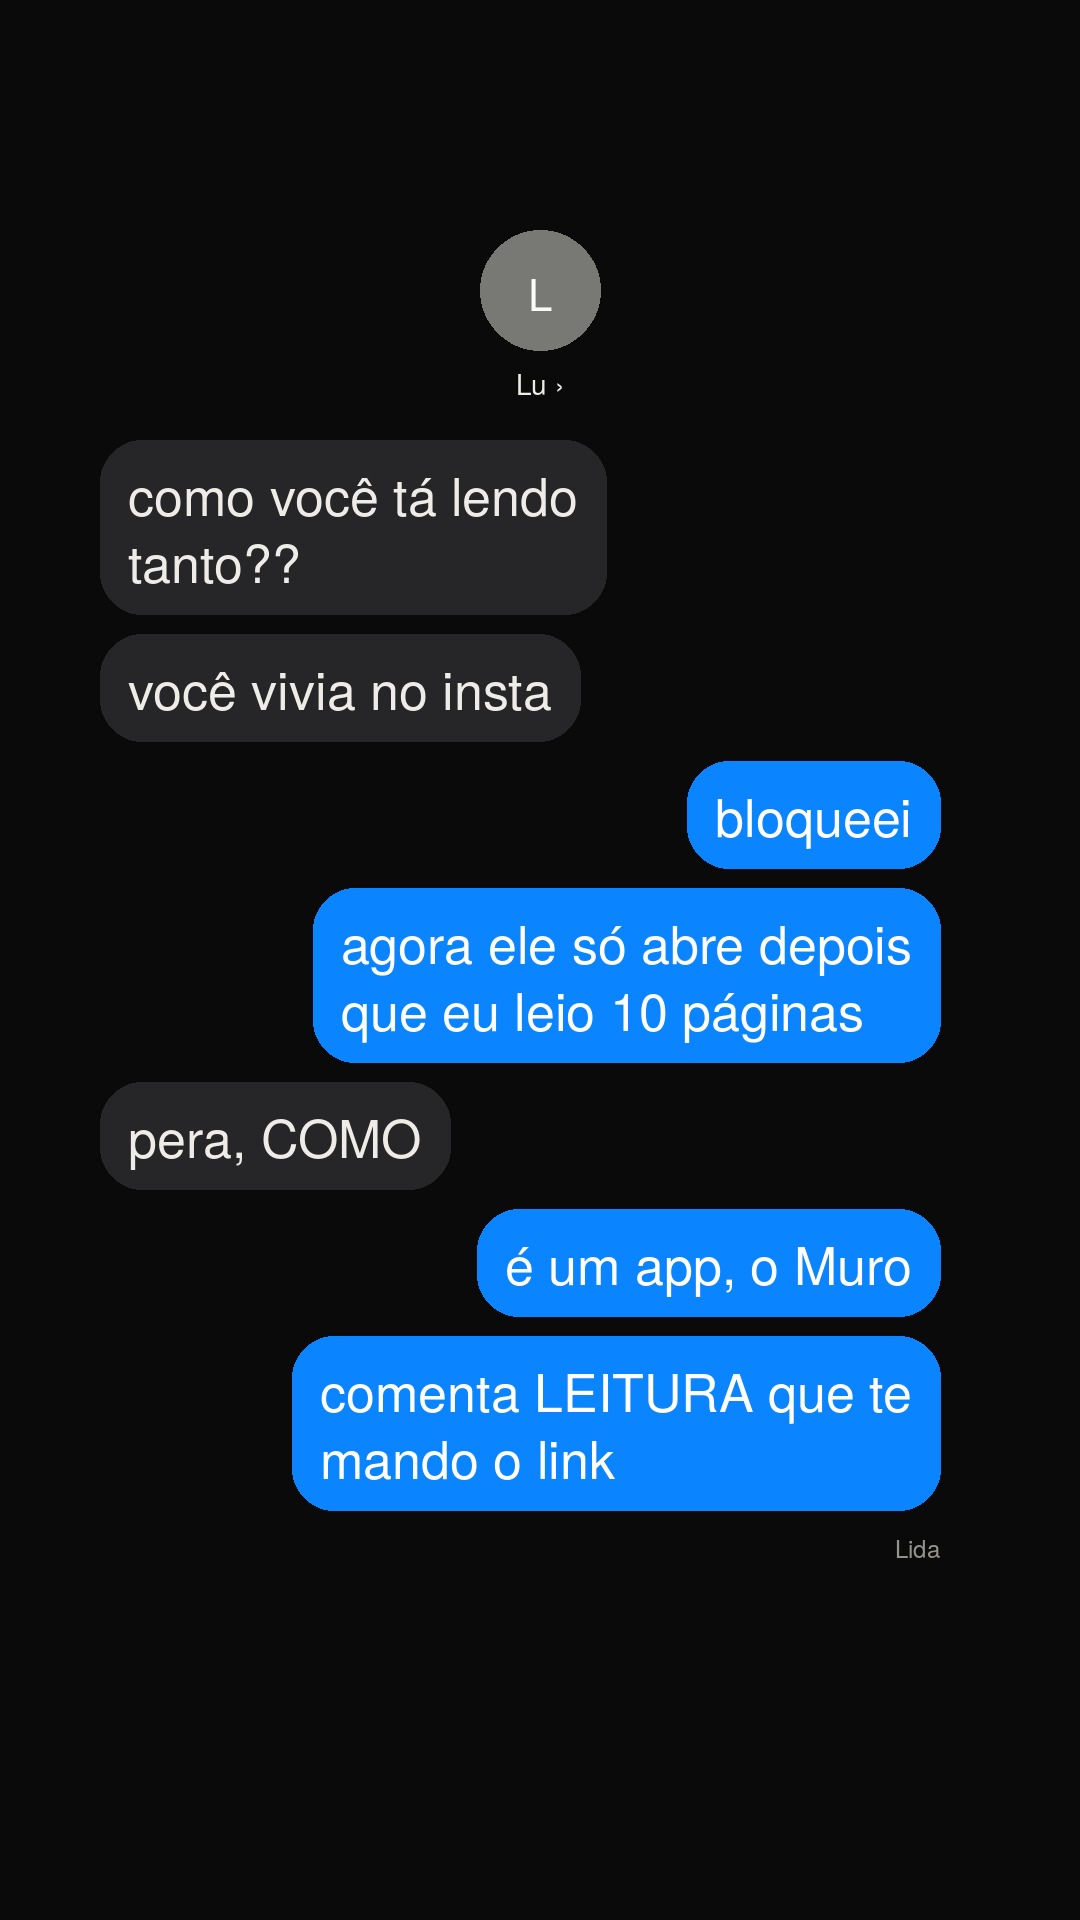 L
Lu ›
como você tá lendo
tanto??
você vivia no insta
bloqueei
agora ele só abre depois
que eu leio 10 páginas
pera, COMO
é um app, o Muro
comenta LEITURA que te
mando o link
Lida